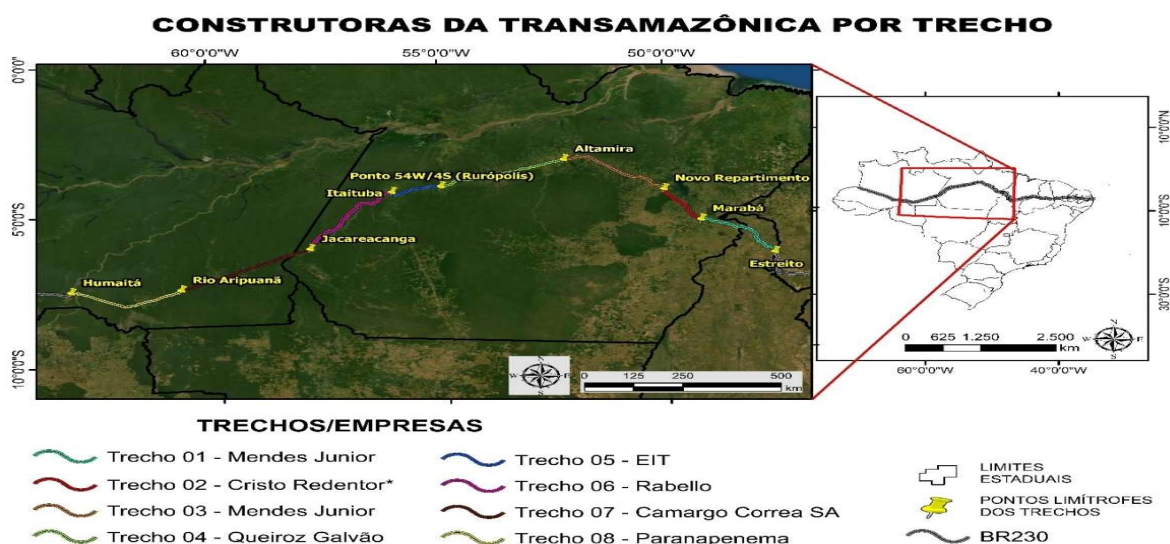 CONSTRUTORAS DA TRANSAMAZÔNICA POR TRECHO
60°0'0"W 55°0'0"W 50°0'0"W
0°0'0"
5°0'0"S
10°0'0"S
Altamira
Ponto 54W/4S (Rurópolis)
Itaituba
Novo Repartimento
Marabá
Jacareacanga
Estreito
Humaitá
Rio Aripuanã
N
W E
S
0 125 250 500
km
10°0'0"N
10°0'0"S
30°0'0"S
0 625 1.250 2.500
km
N
W E
S
60°0'0"W 40°0'0"W
TRECHOS/EMPRESAS
Trecho 01 - Mendes Junior
Trecho 02 - Cristo Redentor*
Trecho 03 - Mendes Junior
Trecho 04 - Queiroz Galvão
Trecho 05 - EIT
Trecho 06 - Rabello
Trecho 07 - Camargo Correa SA
Trecho 08 - Paranapenema
LIMITES
ESTADUAIS
PONTOS LIMÍTROFES
DOS TRECHOS
BR230